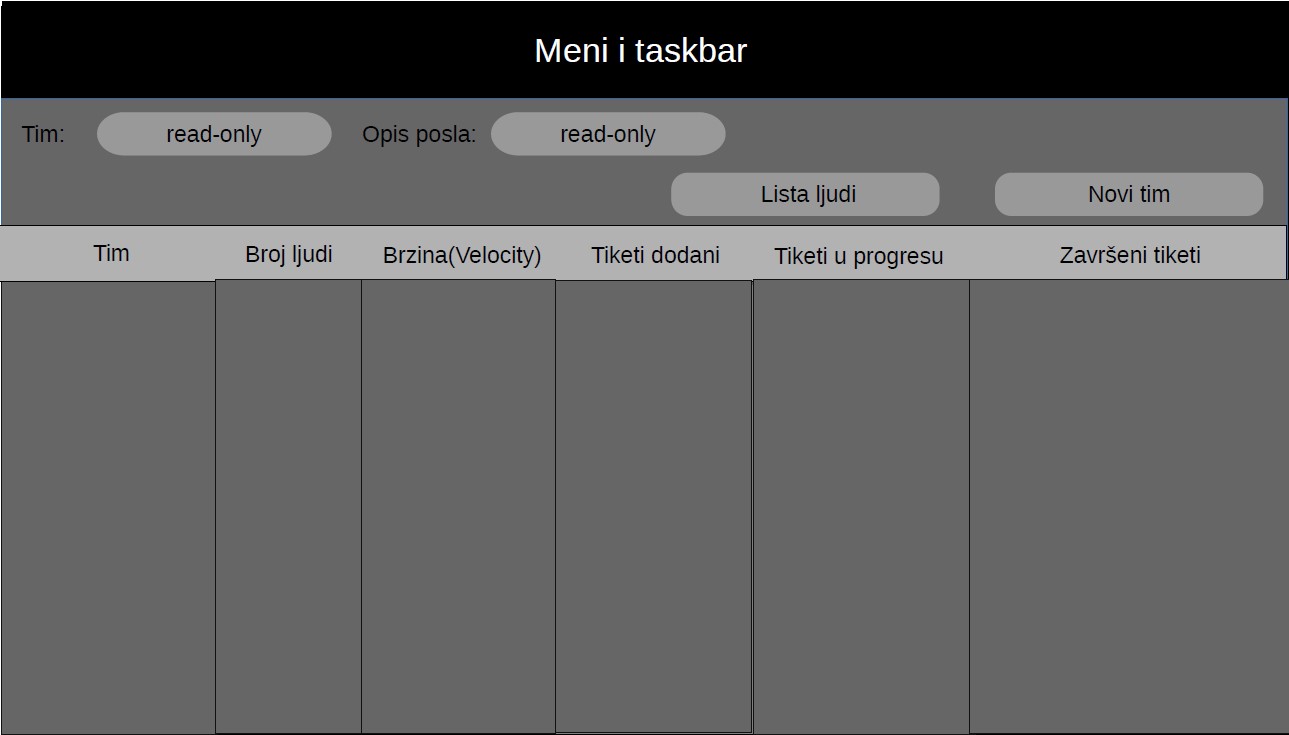 Meni i taskbar
Tim: read-only Opis posla: read-only
Lista ljudi Novi tim
Tim Broj ljudi Brzina(Velocity) Tiketi dodani Tiketi u progresu Završeni tiketi